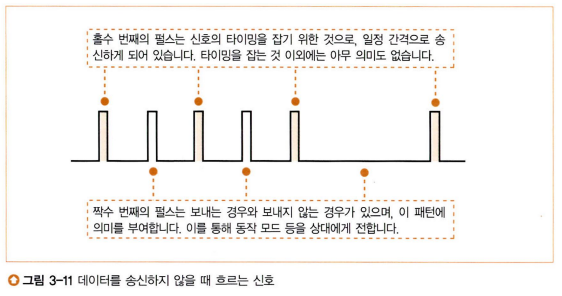 홀수 번째의 펄스는 신호의 타이밍을 잡기 위한 것으로, 일정 간격으로 송
신하게 되어 있습니다. 타이밍을 잡는 것 이외에는 아무 의미도 없습니다.
짝수 번째의 펄스는 보내는 경우와 보내지 않는 경우가 있으며, 이 패턴에
의미를 부여합니다. 이를 통해 동작 모드 등을 상대에게 전합니다.
그림 3-11 데이터를 송신하지 않을 때 흐르는 신호